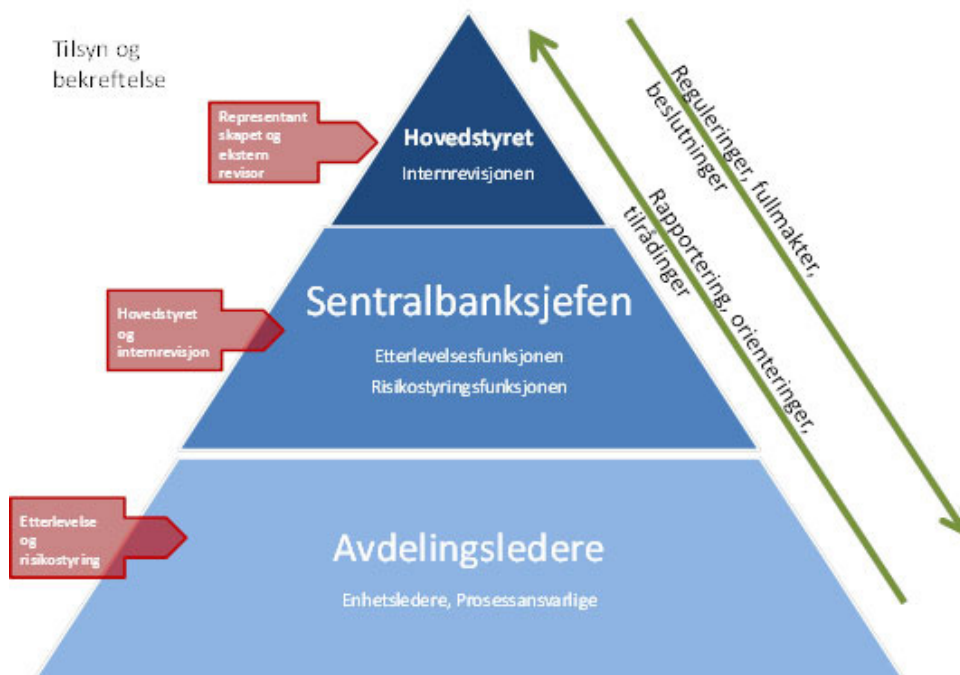 Tilsyn og
bekreftelse
Representant
skapet og
ekstern
revisor
Hovedstyret
Internrevisjonen
Reguleringer, fullmakter,
beslutninger
Rapportering, orienteringer,
tilrådinger
Hovedstyret
og
internrevisjon
Sentralbanksjefen
Etterlevelsesfunksjonen
Risikostyringsfunksjonen
Etterlevelse
og
risikostyring
Avdelingsledere
Enhetsledere, Prosessansvarlige